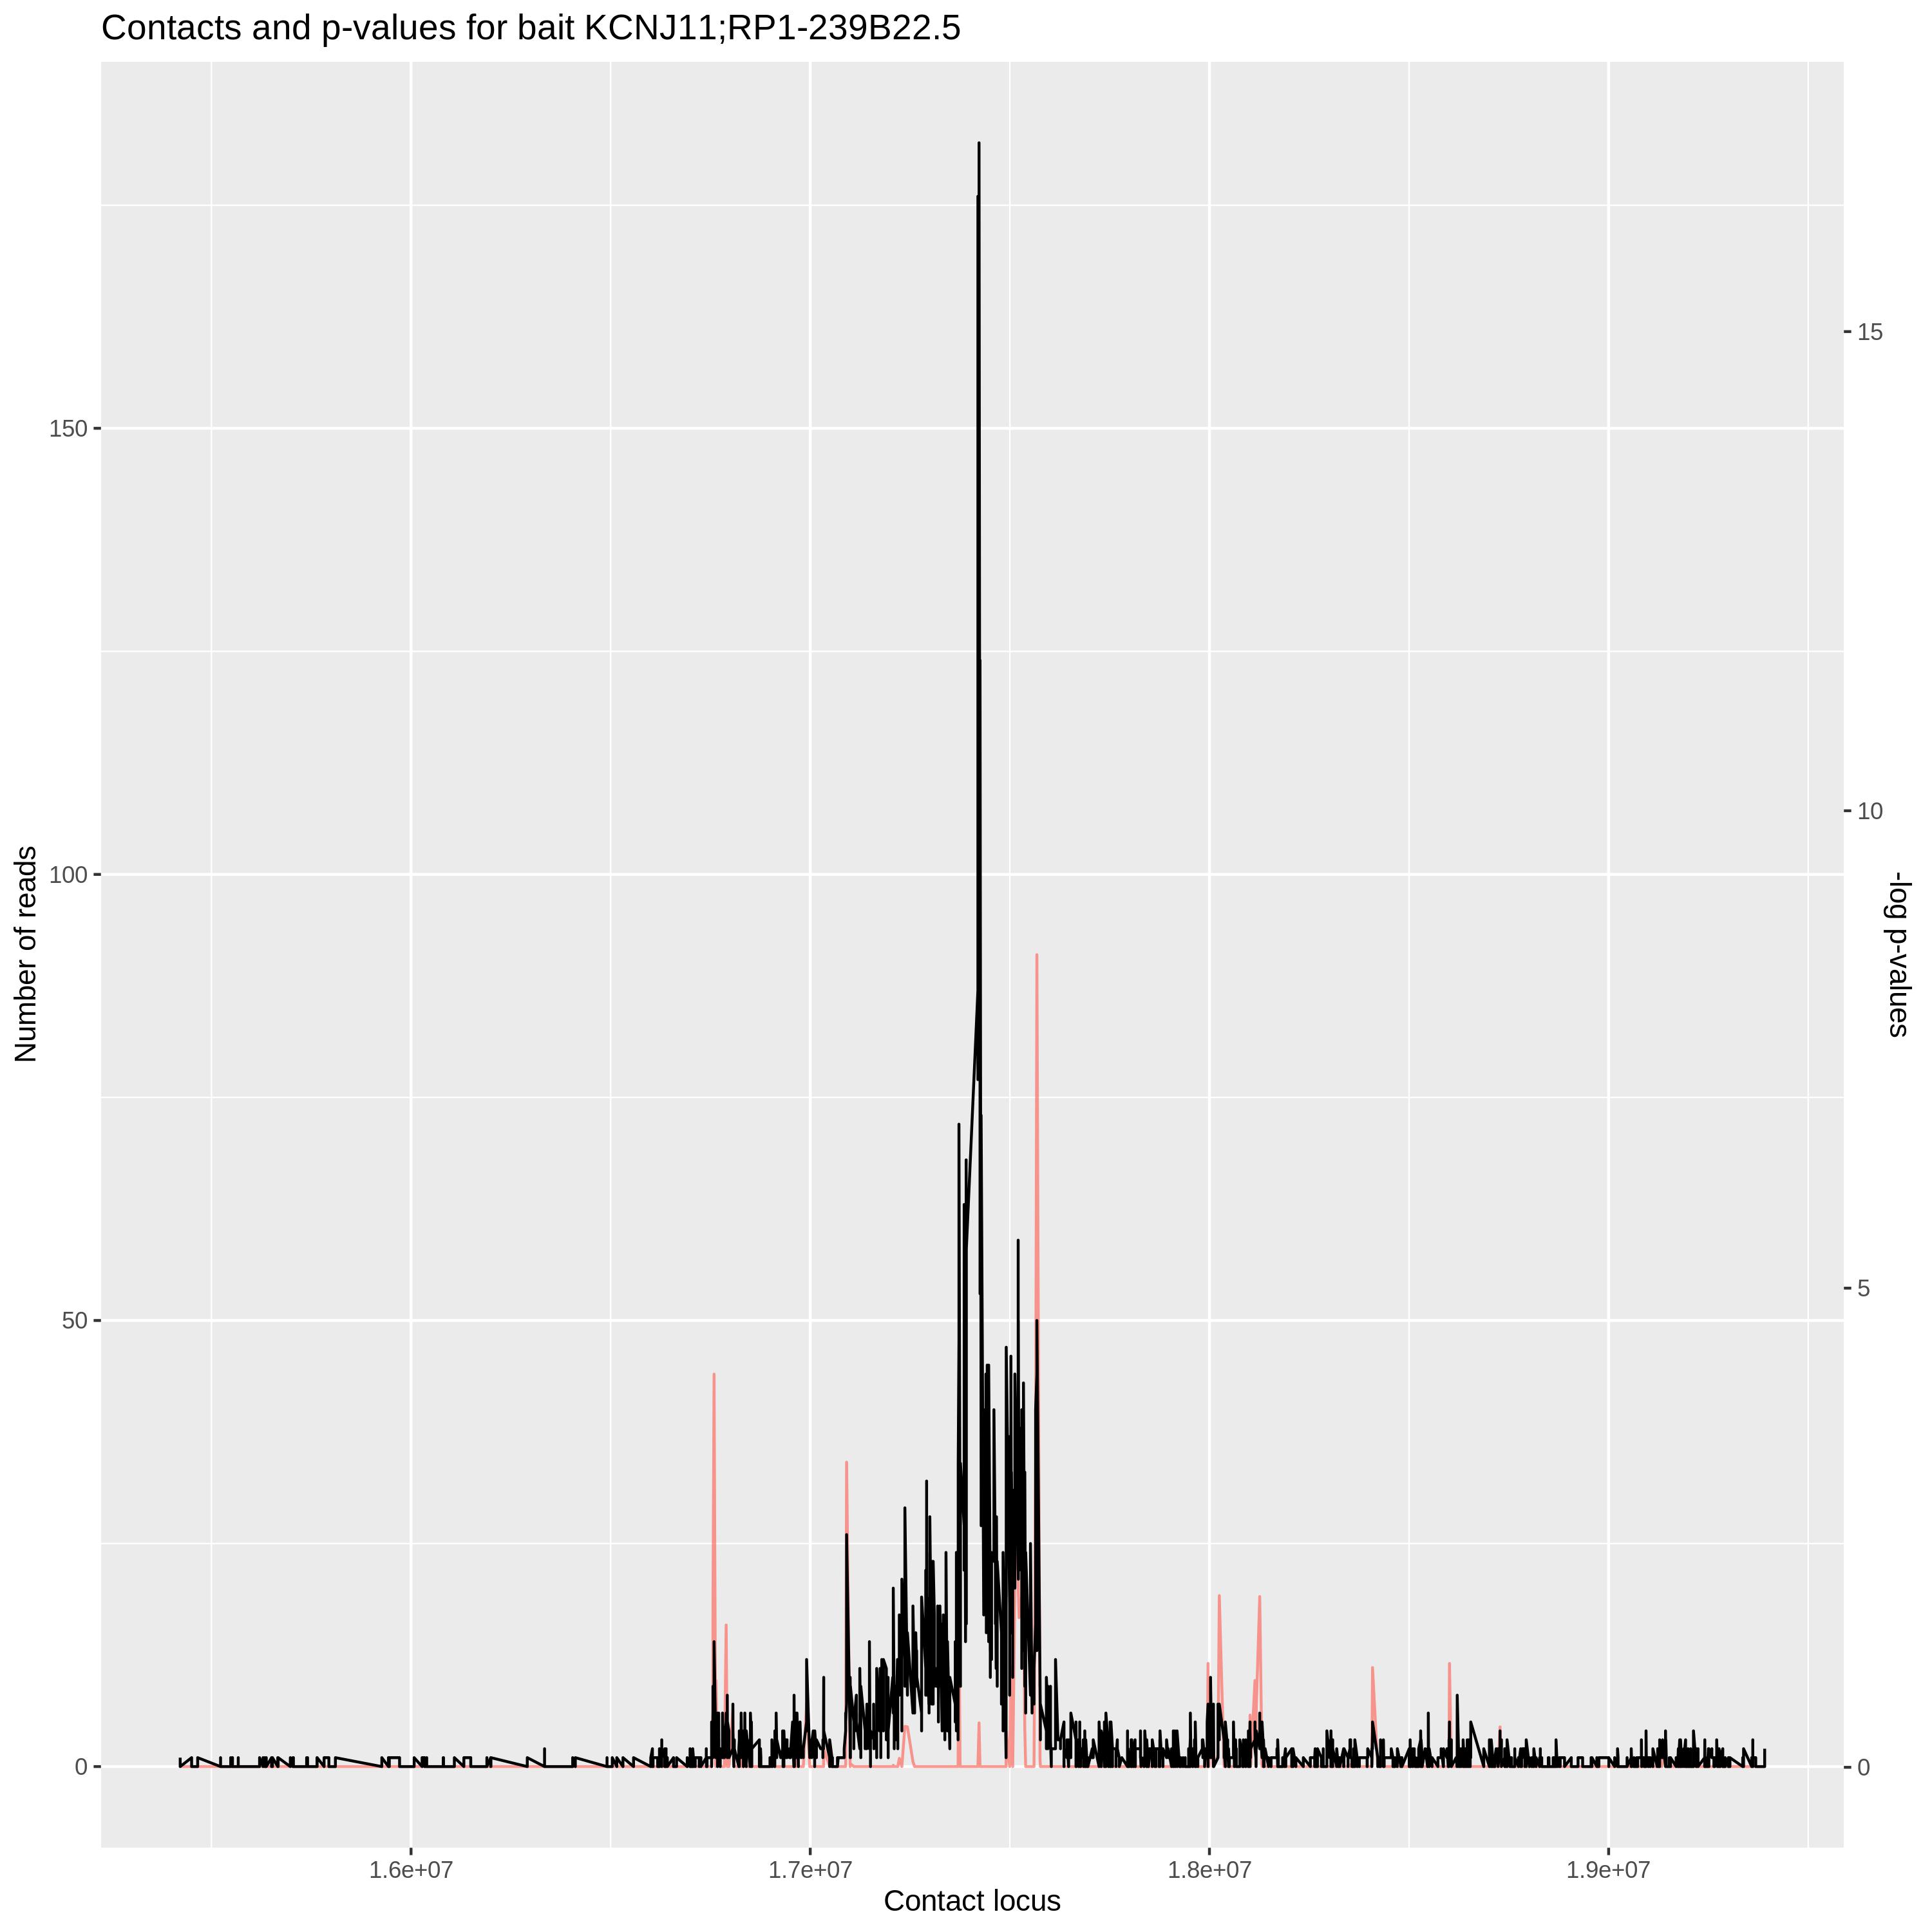 Contacts and p-values for bait KCNJ11;RP1-239B22.5
150
100
50
0
Number of reads
15
10
5
0
-log p-values
1.6e+07
1.7e+07
1.8e+07
1.9e+07
Contact locus